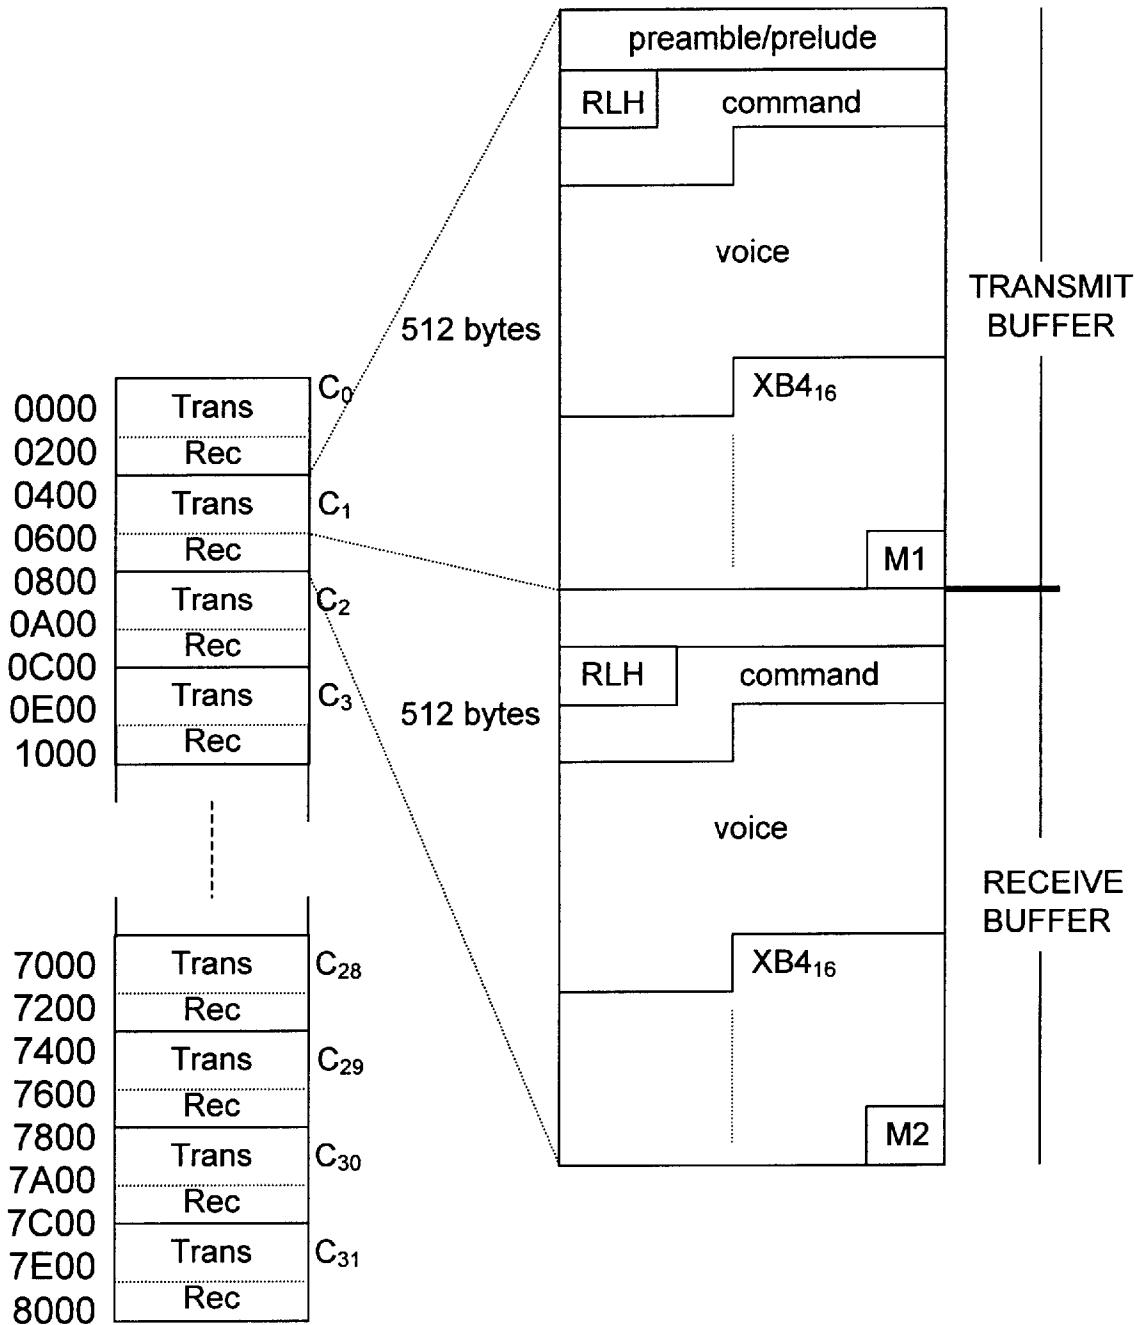 preamble/prelude
RLH
command
voice
512 bytes
TRANSMIT
BUFFER
XB4₁₆
M1
0000
0200
0400
0600
0800
0A00
0C00
0E00
1000
Trans
Rec
C₀
Trans
Rec
C₁
Trans
Rec
C₂
Trans
Rec
C₃
RLH
command
512 bytes
voice
RECEIVE
BUFFER
XB4₁₆
M2
7000
7200
7400
7600
7800
7A00
7C00
7E00
8000
Trans
Rec
C₂₈
Trans
Rec
C₂₉
Trans
Rec
C₃₀
Trans
Rec
C₃₁